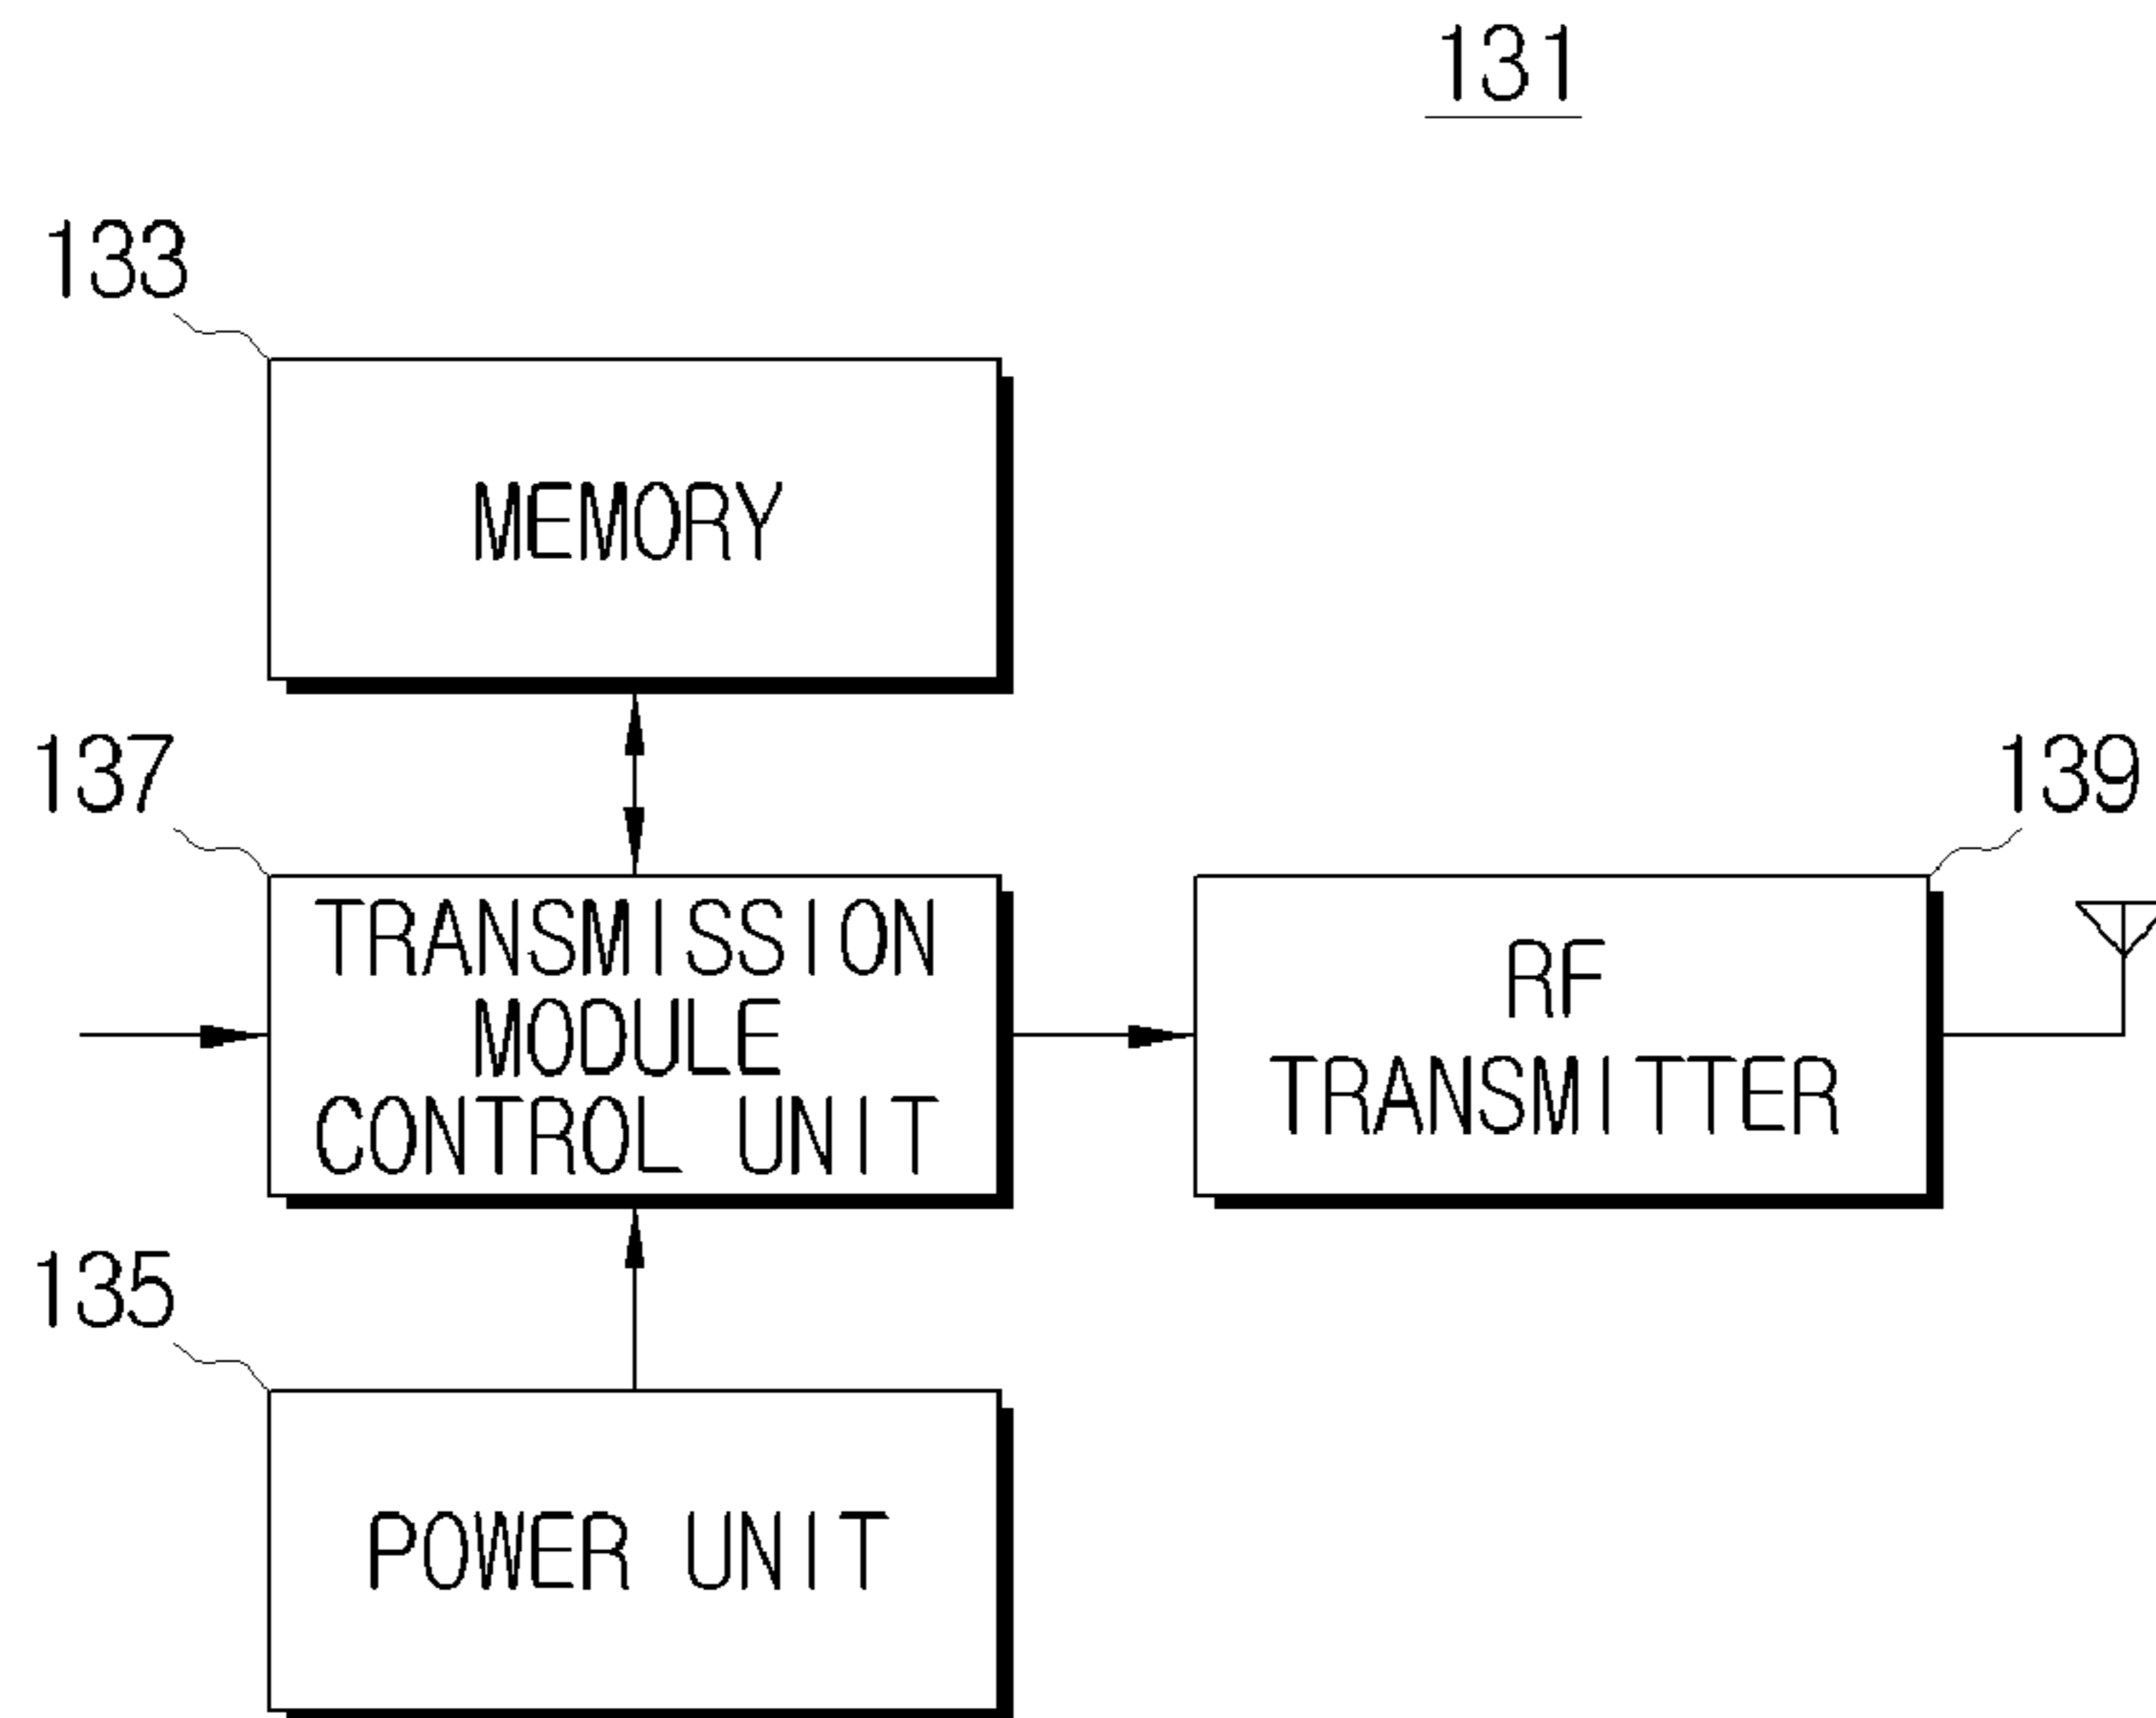 131
133
MEMORY
137
139
TRANSMISSION
MODULE
CONTROL UNIT
RF
TRANSMITTER
135
POWER UNIT